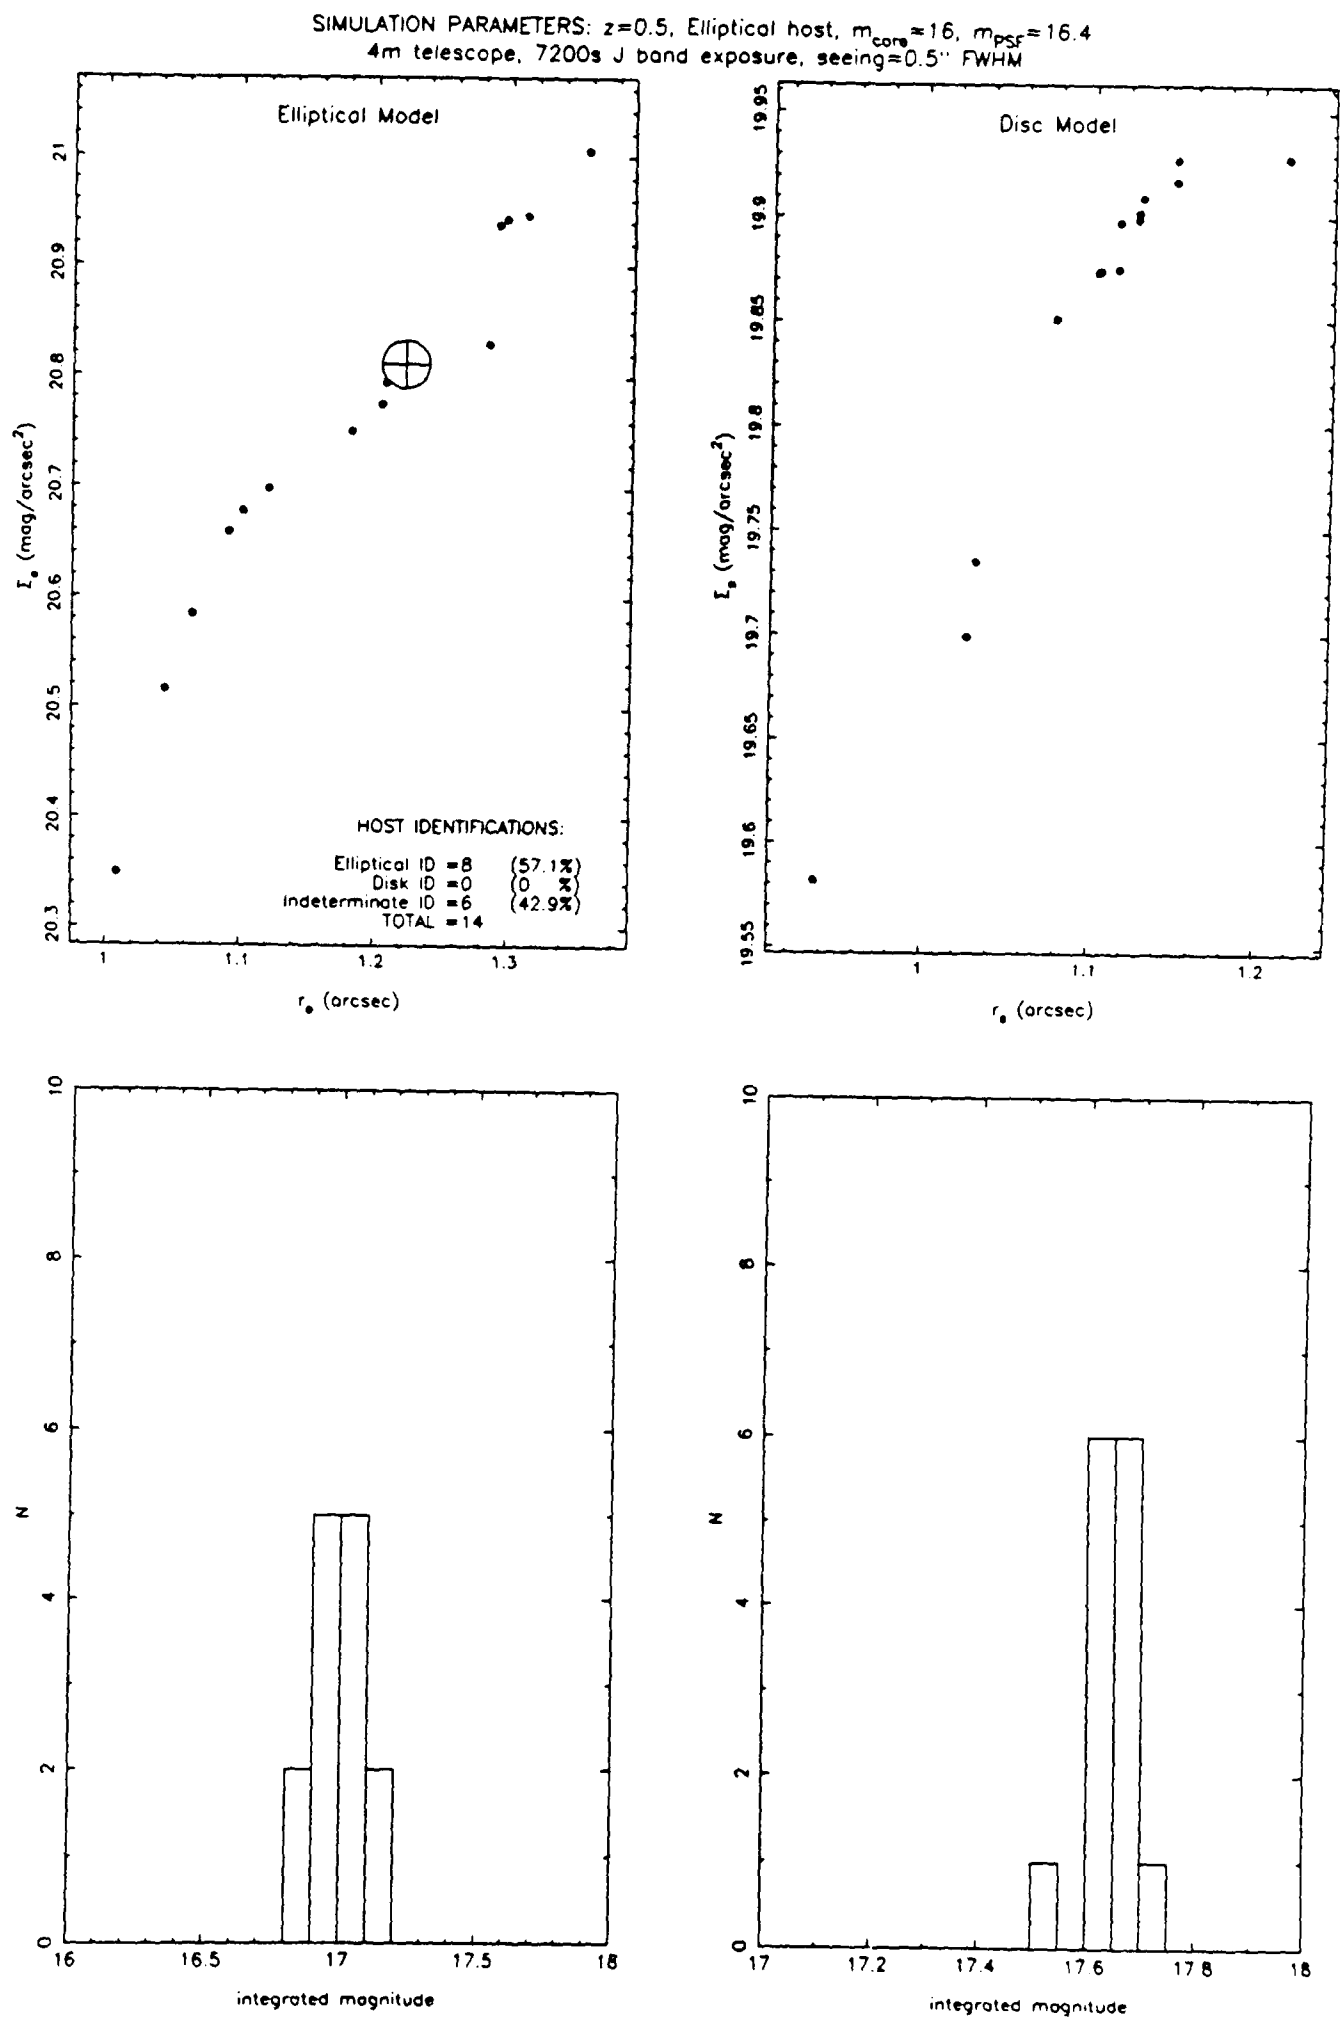 SIMULATION PARAMETERS: z=0.5, Elliptical host, m_core=16, m_PSF=16.4
4m telescope, 7200s J band exposure, seeing=0.5'' FWHM
Elliptical Model
21
20.9
20.8
20.7
20.6
20.5
20.4
20.3
Σe (mag/arcsec²)
HOST IDENTIFICATIONS:
Elliptical ID =8 (57.1%)
Disk ID =0 (0 %)
Indeterminate ID =6 (42.9%)
TOTAL =14
1 1.1 1.2 1.3
re (arcsec)
Disc Model
19.95
19.9
19.85
19.8
19.75
19.7
19.65
19.6
19.55
Σe (mag/arcsec²)
1 1.1 1.2
re (arcsec)
10
8
6
4
2
0
N
16 16.5 17 17.5 18
integrated magnitude
10
8
6
4
2
0
N
17 17.2 17.4 17.6 17.8 18
integrated magnitude